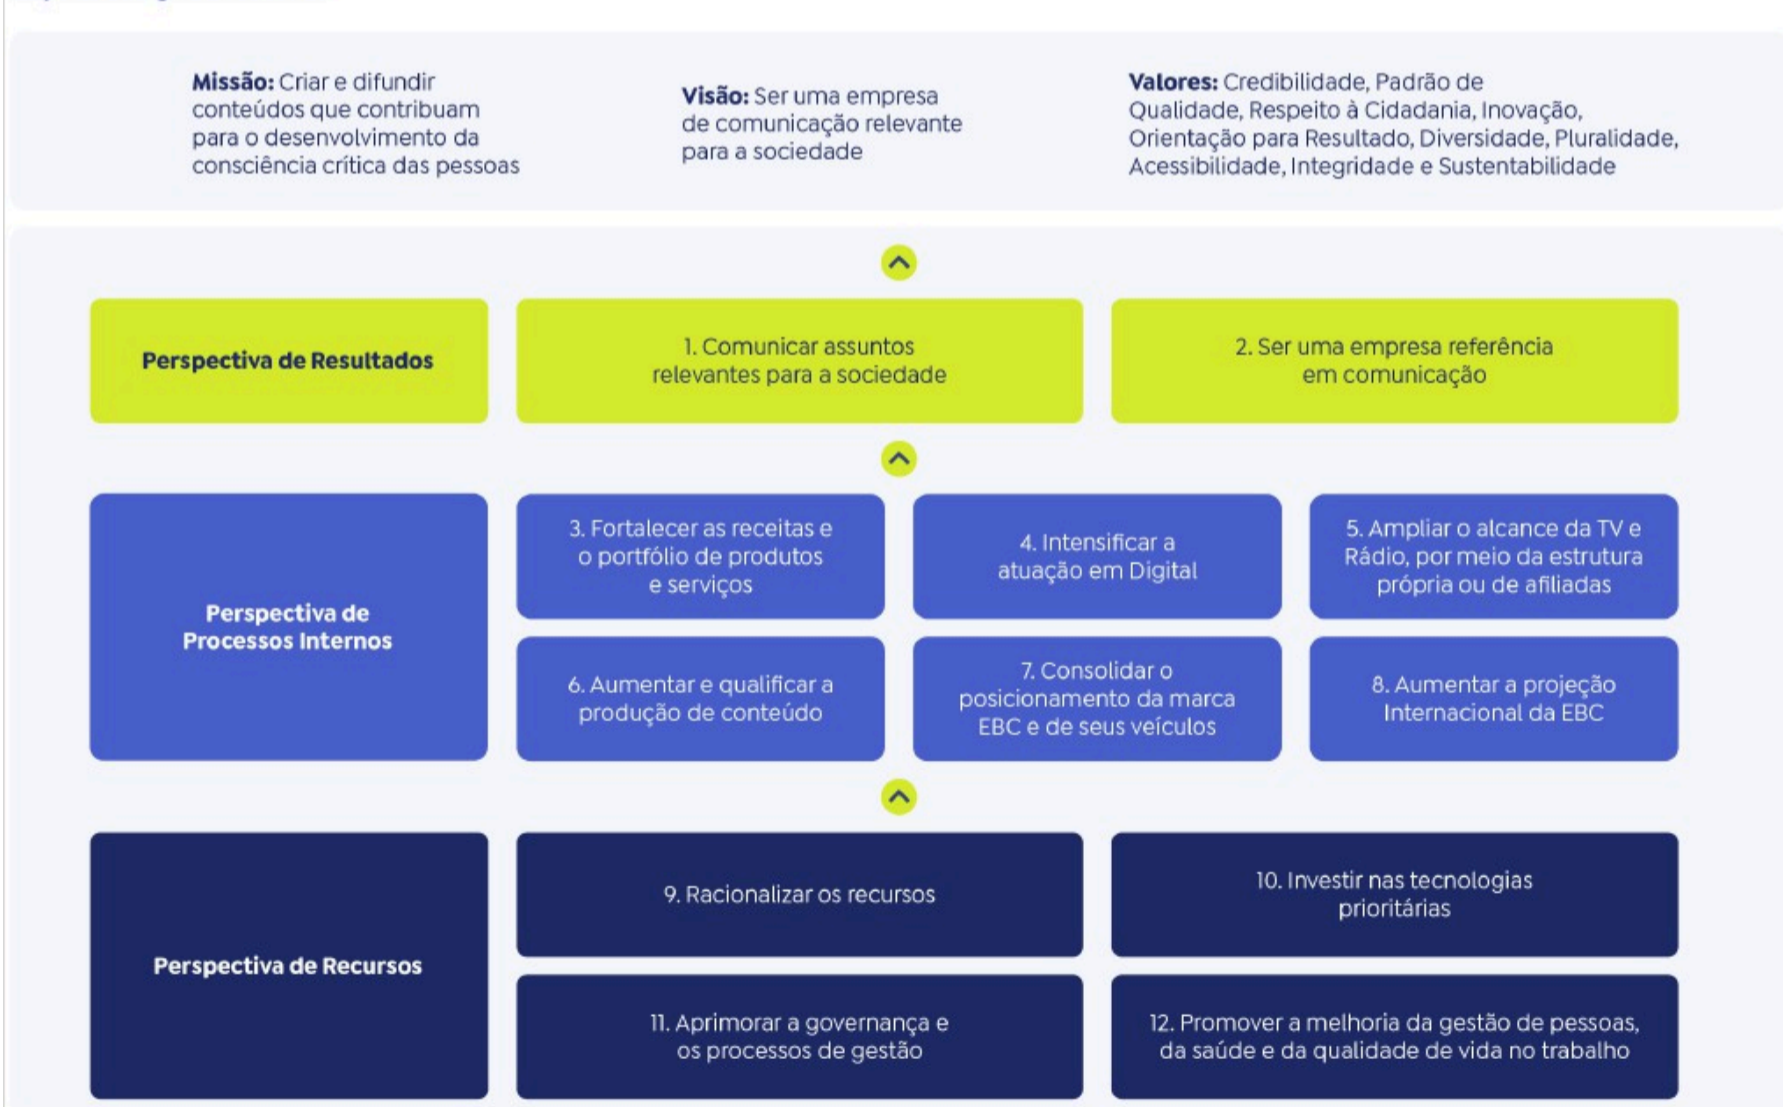 Missão: Criar e difundir
conteúdos que contribuam
para o desenvolvimento da
consciência crítica das pessoas
Visão: Ser uma empresa
de comunicação relevante
para a sociedade
Valores: Credibilidade, Padrão de
Qualidade, Respeito à Cidadania, Inovação,
Orientação para Resultado, Diversidade, Pluralidade,
Acessibilidade, Integridade e Sustentabilidade
Perspectiva de Resultados
1. Comunicar assuntos
relevantes para a sociedade
2. Ser uma empresa referência
em comunicação
Perspectiva de
Processos Internos
3. Fortalecer as receitas e
o portfólio de produtos
e serviços
4. Intensificar a
atuação em Digital
5. Ampliar o alcance da TV e
Rádio, por meio da estrutura
própria ou de afiliadas
6. Aumentar e qualificar a
produção de conteúdo
7. Consolidar o
posicionamento da marca
EBC e de seus veículos
8. Aumentar a projeção
Internacional da EBC
Perspectiva de Recursos
9. Racionalizar os recursos
10. Investir nas tecnologias
prioritárias
11. Aprimorar a governança e
os processos de gestão
12. Promover a melhoria da gestão de pessoas,
da saúde e da qualidade de vida no trabalho